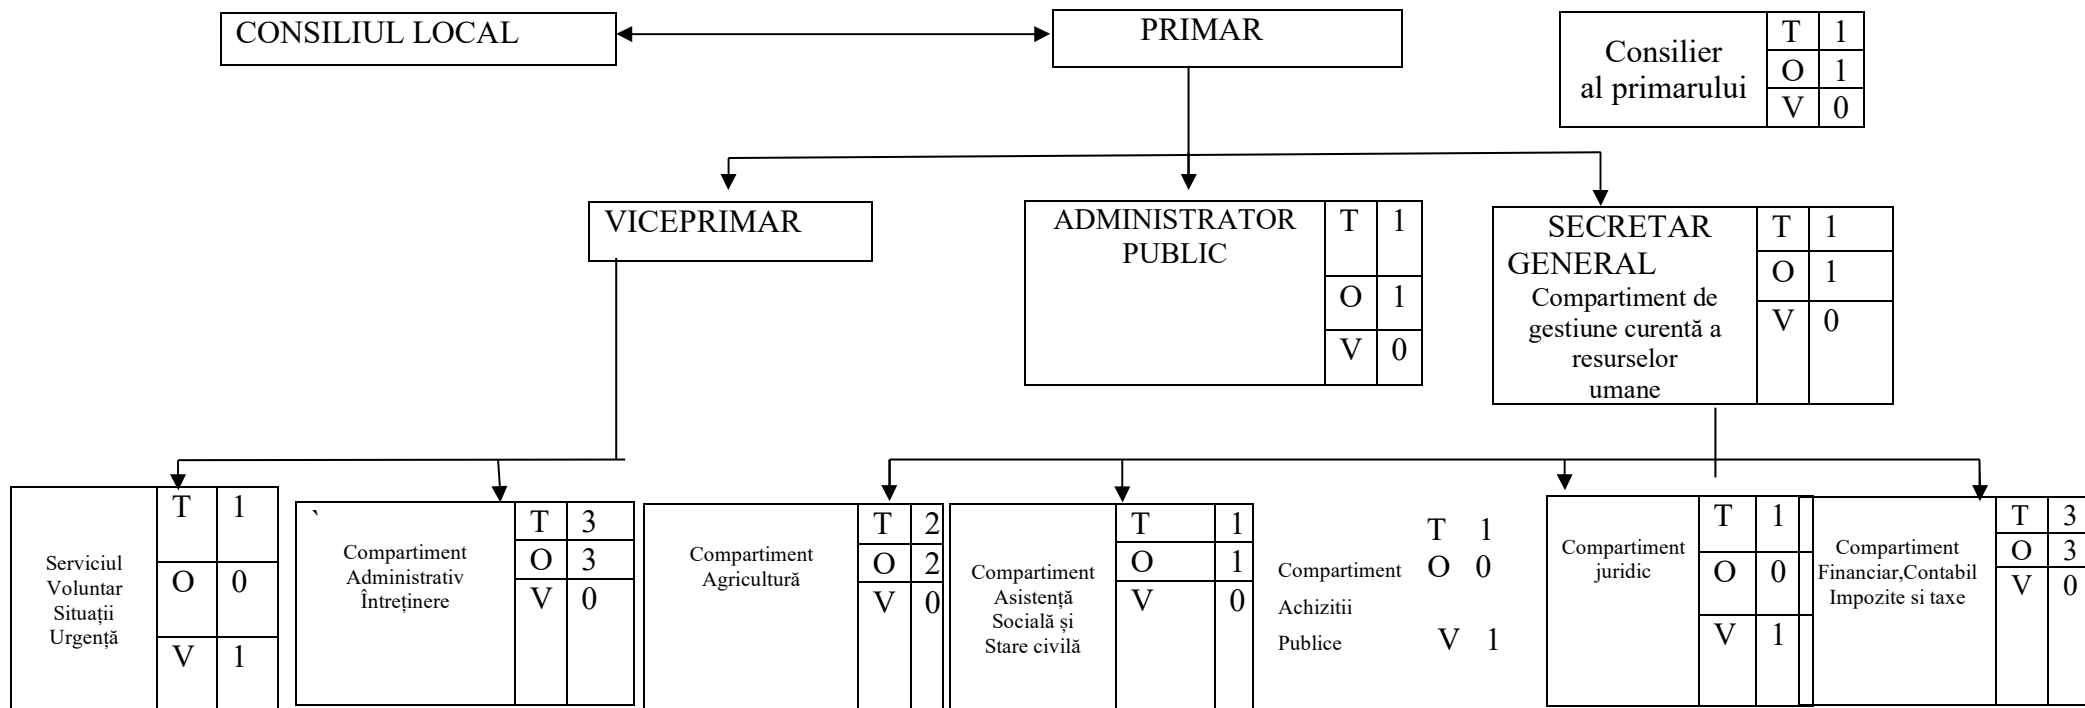 CONSILIUL LOCAL
PRIMAR
Consilier
al primarului
T 1
O 1
V 0
VICEPRIMAR
ADMINISTRATOR
PUBLIC
T 1
O 1
V 0
SECRETAR
GENERAL
Compartiment de
gestiune curentă a
resurselor
umane
T 1
O 1
V 0
Serviciul
Voluntar
Situații
Urgență
T 1
O 0
V 1
`
Compartiment
Administrativ
Întreținere
T 3
O 3
V 0
Compartiment
Agricultură
T 2
O 2
V 0
Compartiment
Asistență
Socială și
Stare civilă
T 1
O 1
V 0
Compartiment
Achizitii
Publice
T 1
O 0
V 1
Compartiment
juridic
T 1
O 0
V 1
Compartiment
Financiar,Contabil
Impozite si taxe
T 3
O 3
V 0